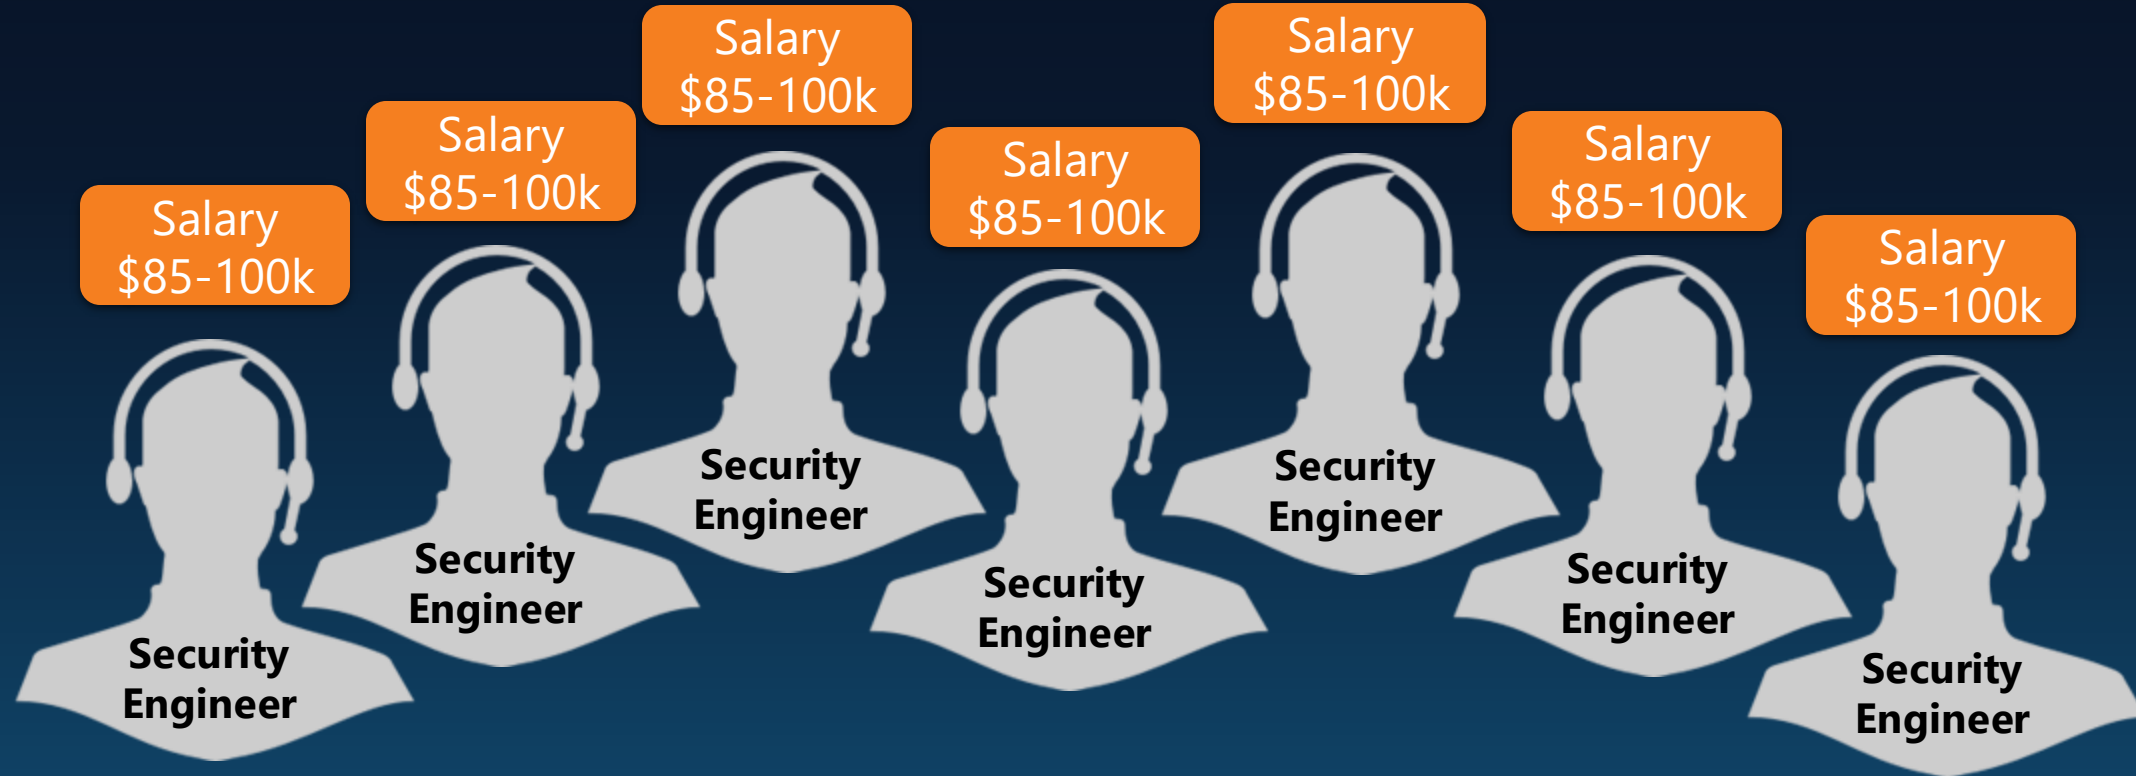 Salary
$85-100k
Security
Engineer
Salary
$85-100k
Security
Engineer
Salary
$85-100k
Security
Engineer
Salary
$85-100k
Security
Engineer
Salary
$85-100k
Security
Engineer
Salary
$85-100k
Security
Engineer
Salary
$85-100k
Security
Engineer